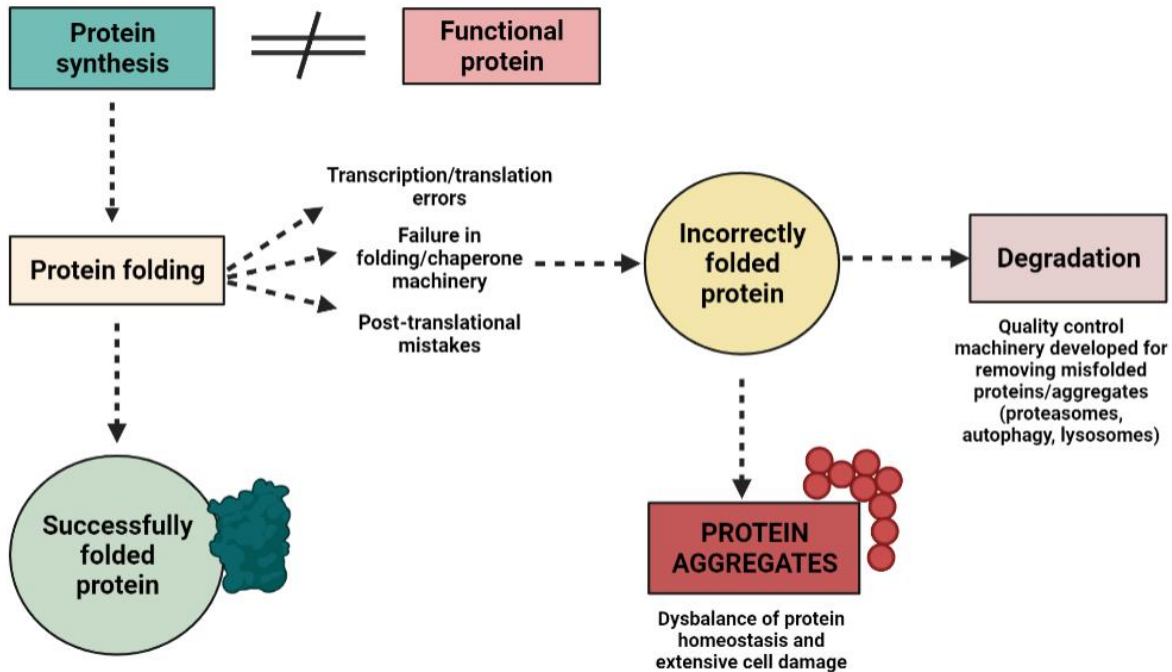 Protein
synthesis
Functional
protein
Transcription/translation
errors
Protein folding
Failure in
folding/chaperone
machinery
Post-translational
mistakes
Incorrectly
folded
protein
Degradation
Quality control
machinery developed for
removing misfolded
proteins/aggregates
(proteasomes,
autophagy, lysosomes)
Successfully
folded
protein
PROTEIN
AGGREGATES
Dysbalance of protein
homeostasis and
extensive cell damage